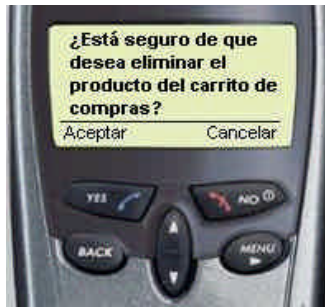 ¿Está seguro de que
desea eliminar el
producto del carrito de
compras?
Aceptar Cancelar
YES NO
BACK MENU